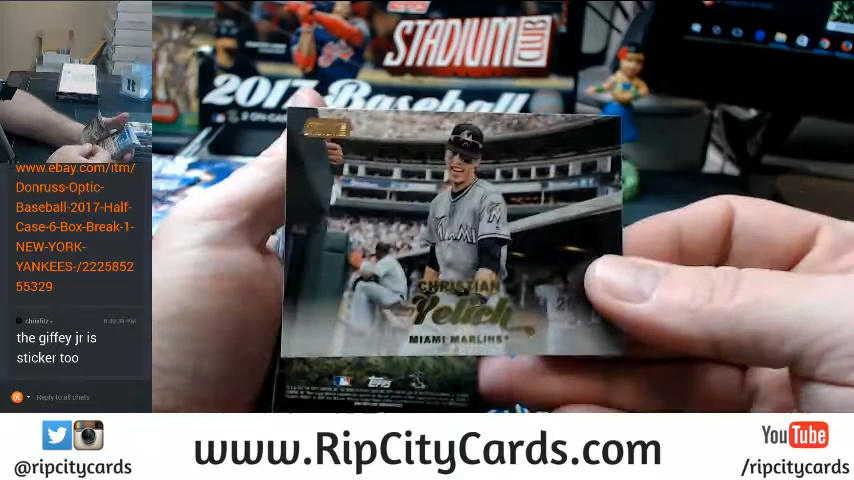 www.ebay.com/itm/
Donruss-Optic-
Baseball-2017-Half-
Case-6-Box-Break-1-
NEW-YORK-
YANKEES-/2225852
55329
the giffey jr is
sticker too
Reply to all chats
STADIUM
CLUB
2017 Baseball
MIAMI
CHRISTIAN
Yelich
MIAMI MARLINS
TOPPS
@ripcitycards
www.RipCityCards.com
YouTube
/ripcitycards